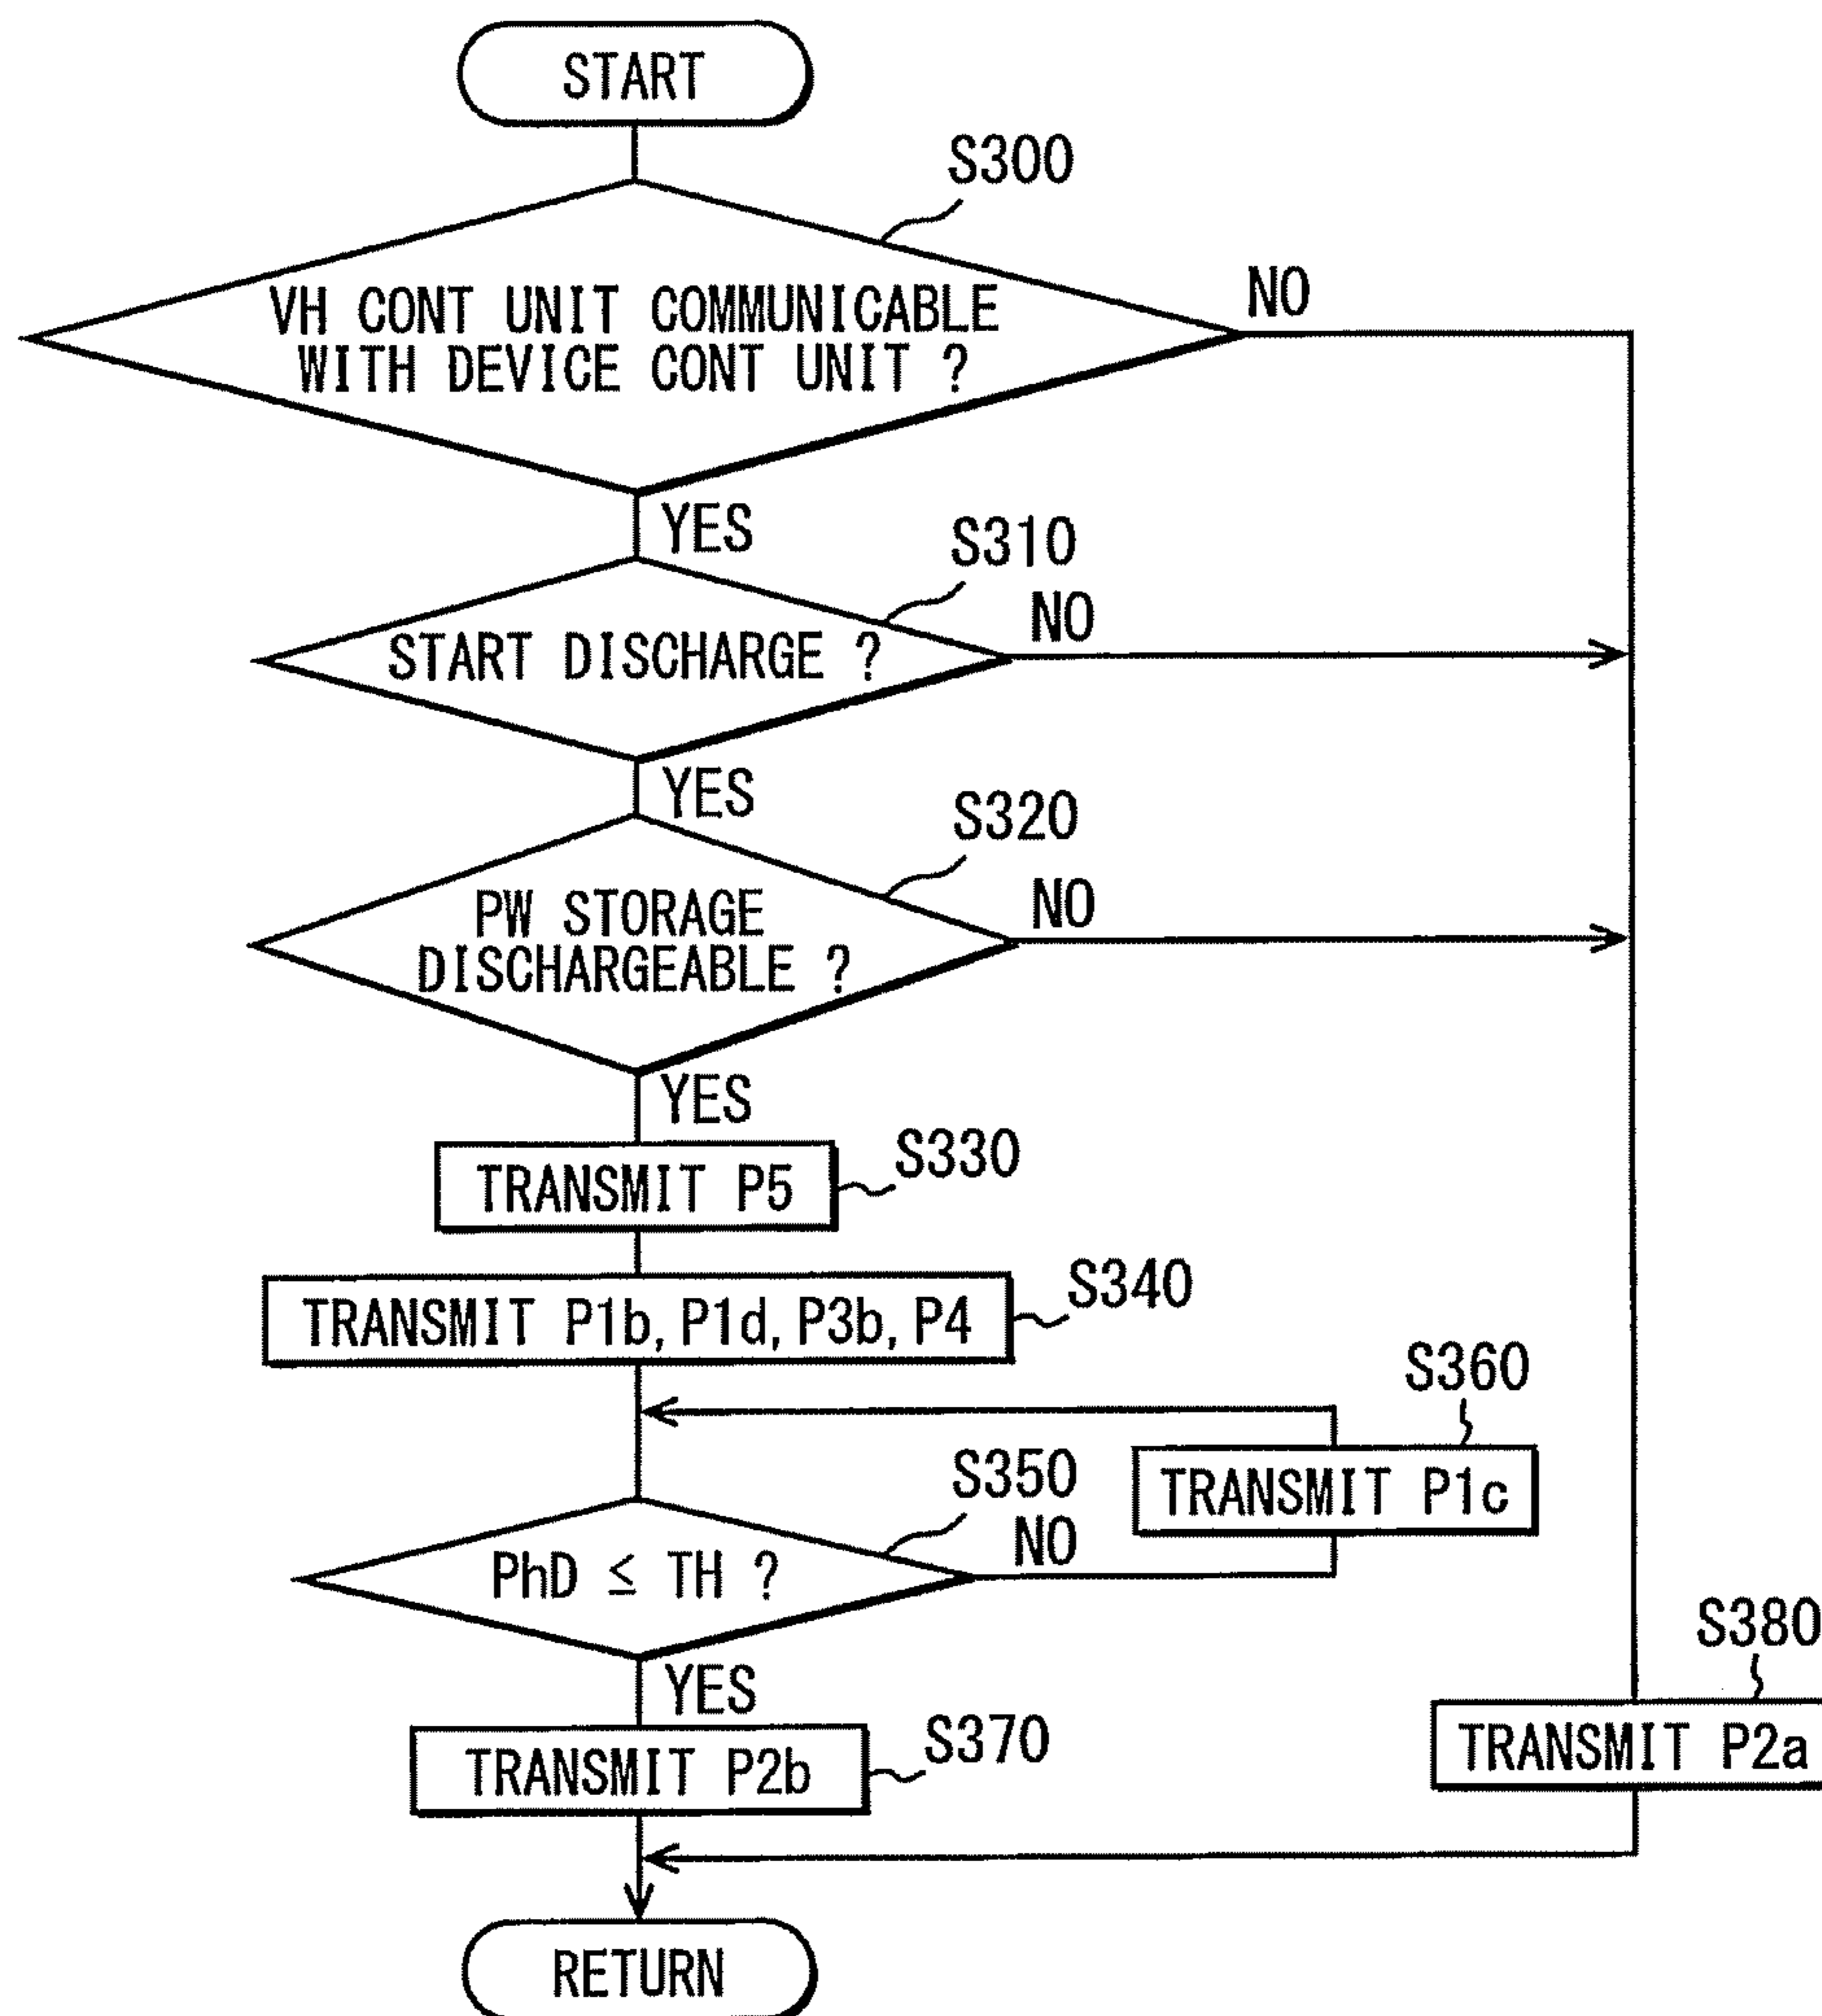 START
S300
VH CONT UNIT COMMUNICABLE
WITH DEVICE CONT UNIT ?
NO
YES
S310
START DISCHARGE ?
NO
YES
S320
PW STORAGE
DISCHARGEABLE ?
NO
YES
TRANSMIT P5
S330
TRANSMIT P1b, P1d, P3b, P4
S340
S360
TRANSMIT P1c
S350
PhD ≤ TH ?
NO
YES
S380
TRANSMIT P2b
S370
TRANSMIT P2a
RETURN